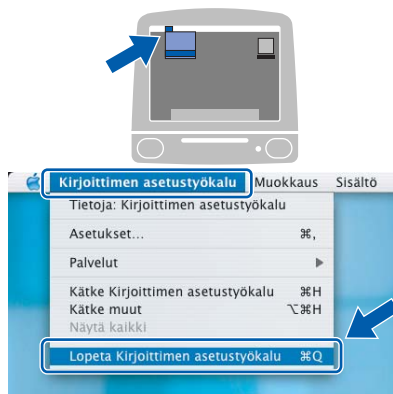 Kirjoittimen asetustyökalu Muokkaus Sisältö
Tietoja: Kirjoittimen asetustyökalu
Asetukset... ⌘,
Palvelut ▶
Kätke Kirjoittimen asetustyökalu ⌘H
Kätke muut ⌥⌘H
Näytä kaikki
Lopeta Kirjoittimen asetustyökalu ⌘Q